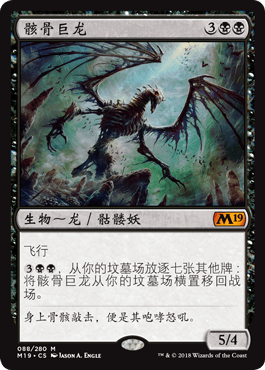 骸骨巨龙 3
生物～龙／骷髅妖 M19
飞行
3，从你的坟墓场放逐七张其他牌：
将骸骨巨龙从你的坟墓场横置移回战
场。
身上骨骸敲击，便是其咆哮怒吼。
5/4
088/280 M
M19 • CS JASON A. ENGLE ™ & © 2018 Wizards of the Coast